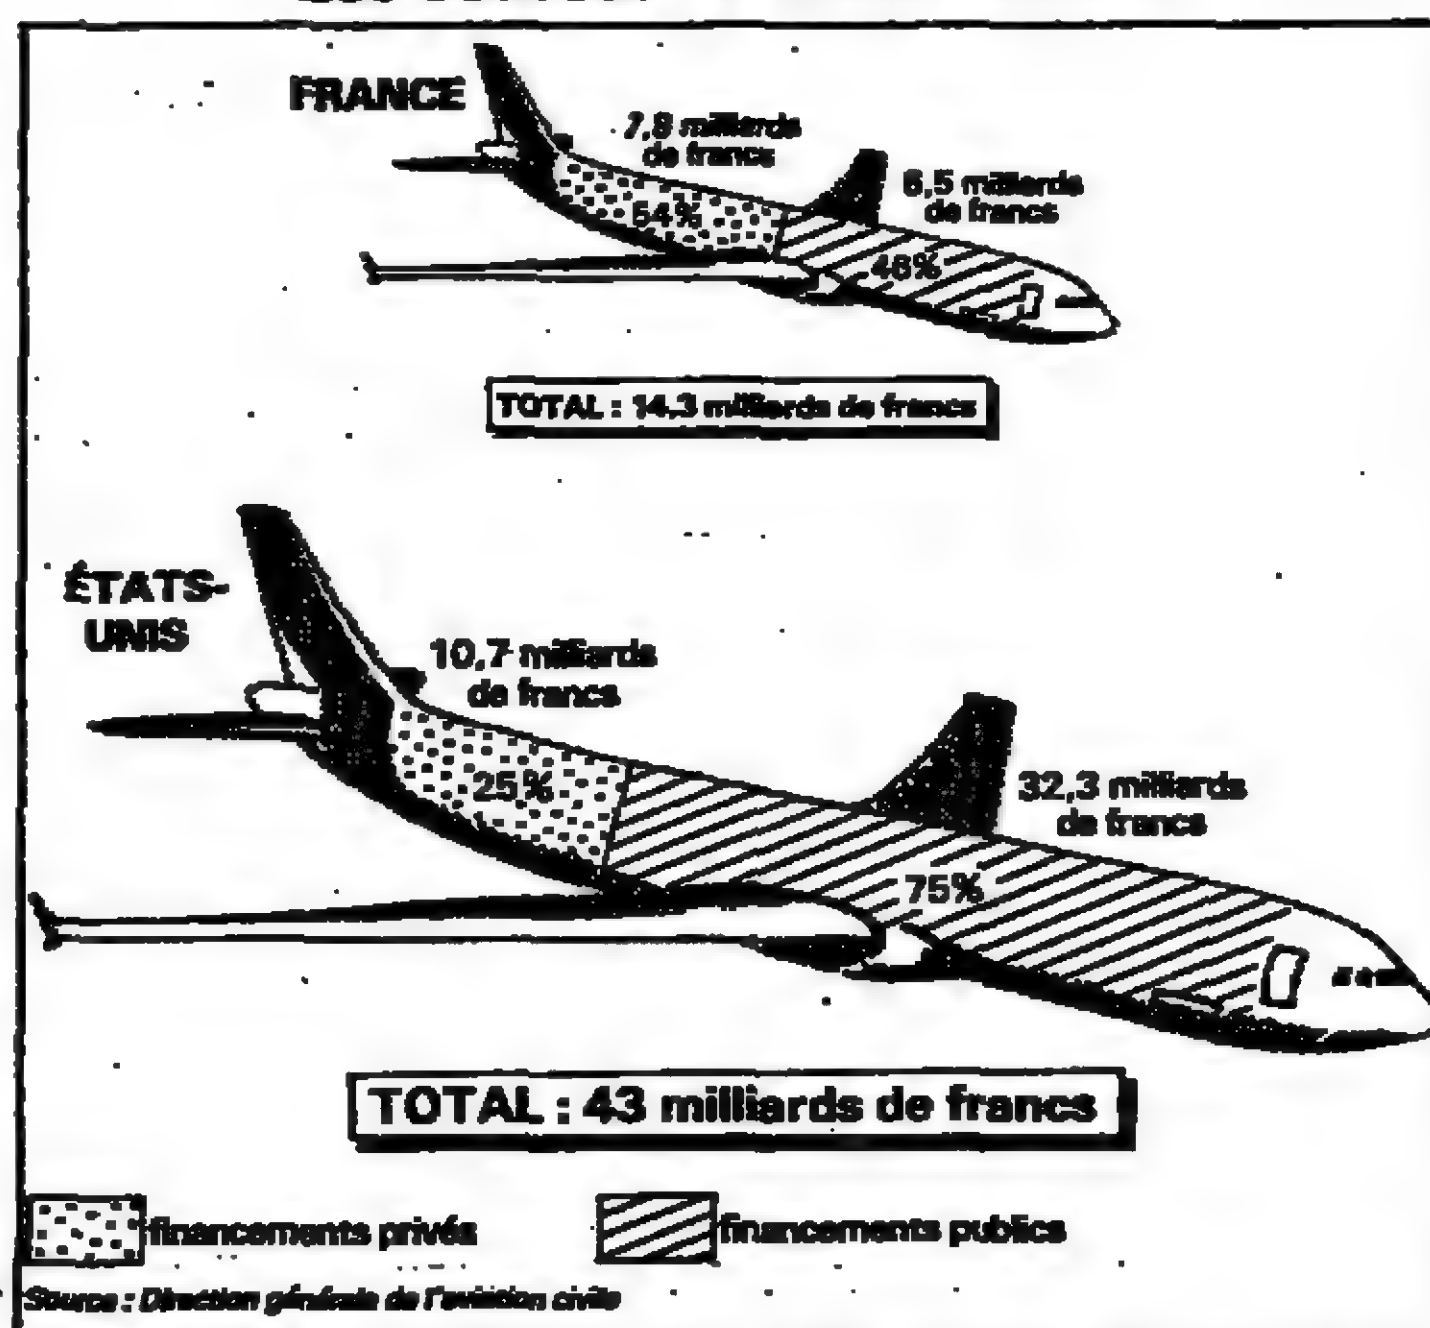 FRANCE
7,8 milliards
de francs
6,5 milliards
de francs
54%
46%
TOTAL : 14,3 milliards de francs
ÉTATS-
UNIS
10,7 milliards
de francs
25%
32,3 milliards
de francs
75%
TOTAL : 43 milliards de francs
financements privés
financements publics
Source : Direction générale de l'aviation civile